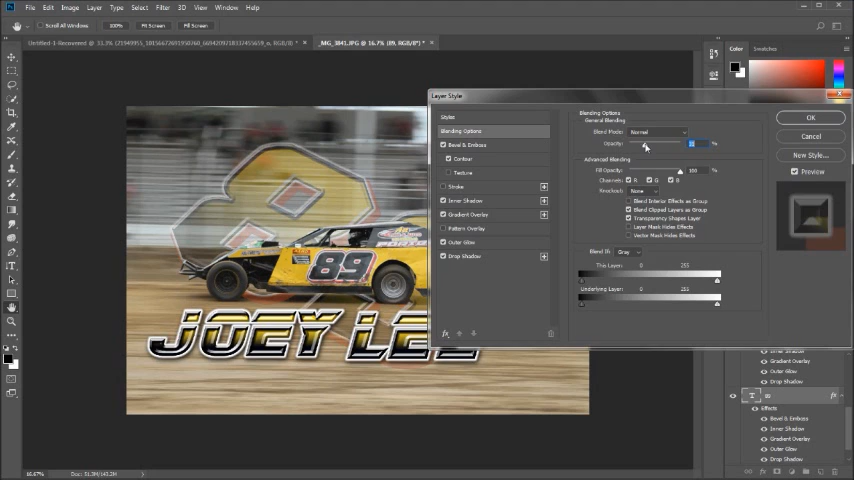 File Edit Image Layer Type Select Filter 3D View Window Help
Scroll All Windows 100% Fit Screen Fill Screen
Untitled-1-Recovered @ 33.3% (21949955_10156672691950760_6694209718337455659_n, RGB/8) * × _MG_3841.JPG @ 16.7% (89, RGB/8*) * ×
Color Swatches
Layer Style
Styles
Blending Options
Bevel & Emboss
Contour
Texture
Stroke
Inner Shadow
Gradient Overlay
Pattern Overlay
Outer Glow
Drop Shadow
fx
Blending Options
General Blending
Blend Mode: Normal
Opacity: %
Advanced Blending
Fill Opacity: 100 %
Channels: R G B
Knockout: None
Blend Interior Effects as Group
Blend Clipped Layers as Group
Transparency Shapes Layer
Layer Mask Hides Effects
Vector Mask Hides Effects
Blend If: Gray
This Layer: 0 255
Underlying Layer: 0 255
OK
Cancel
New Style...
Preview
89
JOEY LEE
Inner Shadow
Gradient Overlay
Outer Glow
Drop Shadow
T 89 fx
Effects
Bevel & Emboss
Inner Shadow
Gradient Overlay
Outer Glow
Drop Shadow
16.67% Doc: 51.3M/143.2M